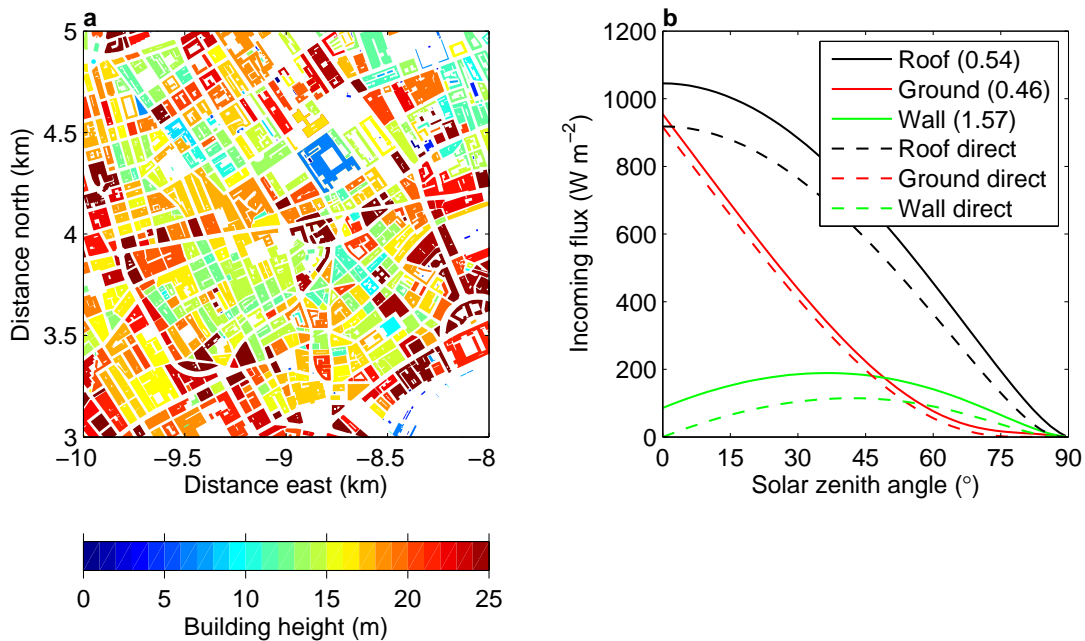 a
5
4.5
4
3.5
3
Distance north (km)
−10
−9.5
−9
−8.5
−8
Distance east (km)
0
5
10
15
20
25
Building height (m)
b
1200
1000
800
600
400
200
0
Incoming flux (W m−2)
Roof (0.54)
Ground (0.46)
Wall (1.57)
Roof direct
Ground direct
Wall direct
0
15
30
45
60
75
90
Solar zenith angle (°)